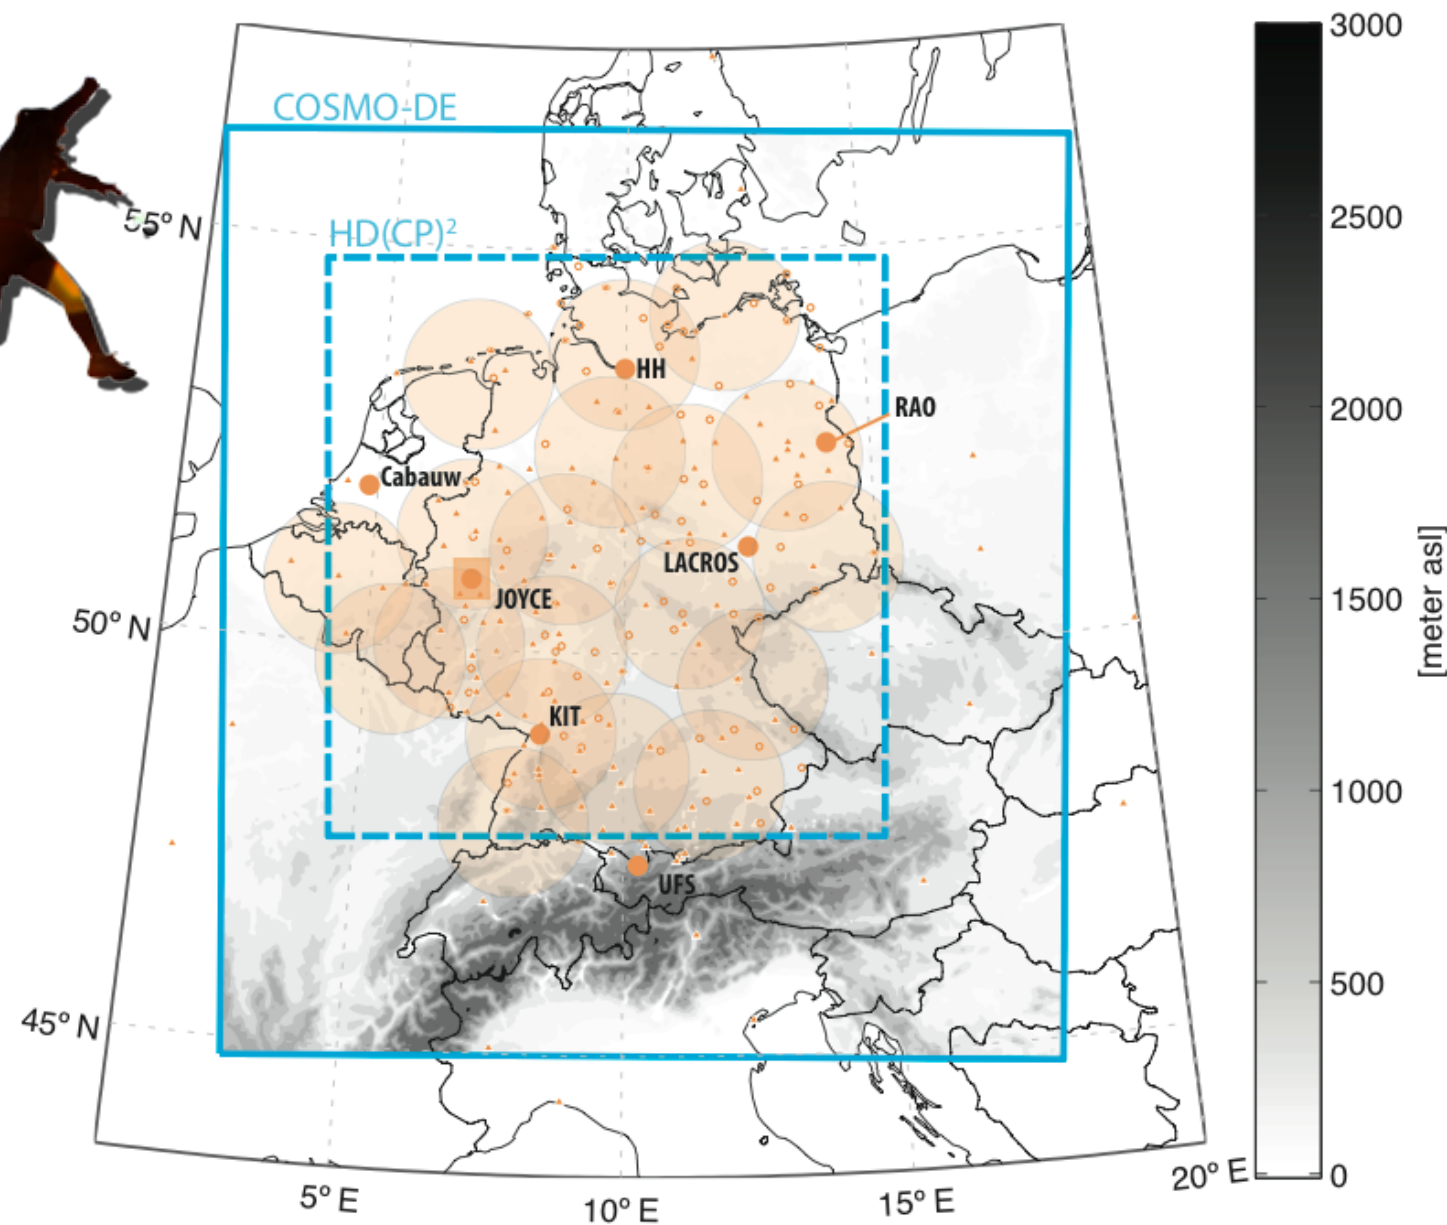 3000
COSMO-DE
2500
55° N
HD(CP)²
HH
RAO
2000
Cabauw
LACROS
JOYCE
1500
50° N
[meter asl]
KIT
1000
UFS
500
45° N
0
5° E
10° E
15° E
20° E